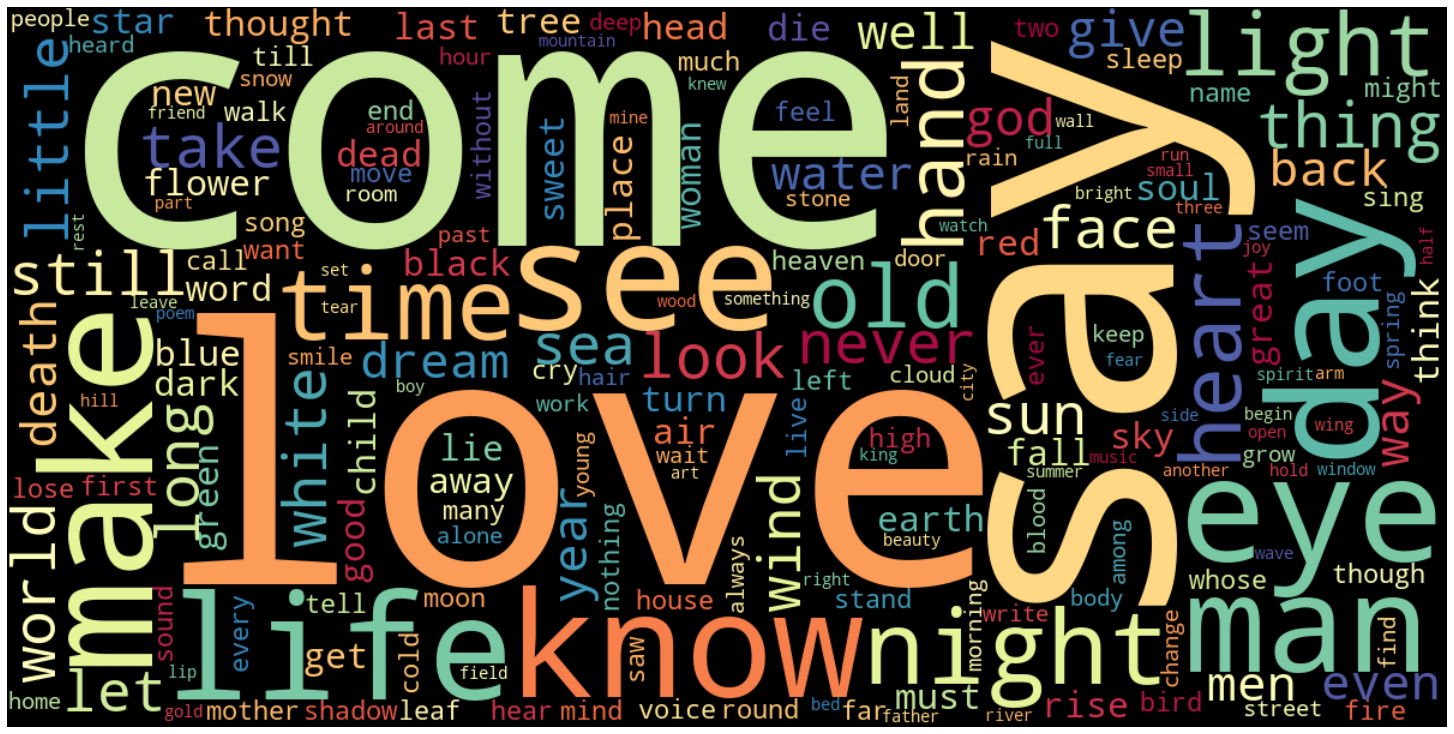 people
star
thought
last
tree
deep
head
die
well
two
give
light
heard
till
mountain
hour
much
sleep
snow
knew
name
might
little
come
new
friend
walk
end
around
without
sweet
mine
feel
land
hand
god
wall
thing
take
dead
move
place
woman
water
rain
full
run
small
back
flower
room
stone
bright
soul
part
three
sing
rest
song
past
watch
say
face
want
red
seem
still
call
black
see
heaven
door
heart
joy
half
word
set
time
old
great
foot
day
leave
tear
wood
something
poem
death
make
blue
smile
dream
sea
look
never
ever
keep
spring
think
dark
white
cry
hair
left
cloud
fear
spirit
arm
hill
boy
love
work
turn
live
city
sun
side
begin
way
long
child
lie
air
high
fall
sky
open
wing
green
young
wait
king
music
grow
away
art
summer
another
hold
window
lose
first
good
many
year
wind
earth
blood
eye
world
alone
nothing
beauty
among
wave
always
right
whose
though
life
tell
moon
house
stand
body
man
sound
every
know
night
morning
write
change
find
lip
get
cold
field
saw
home
let
must
men
even
gold
mother
shadow
leaf
hear
mind
voice
round
bed
far
father
river
rise
bird
street
fire